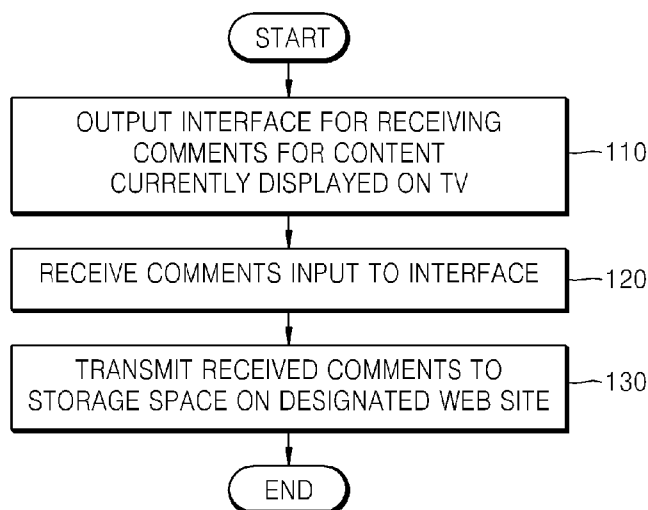 START
OUTPUT INTERFACE FOR RECEIVING
COMMENTS FOR CONTENT
CURRENTLY DISPLAYED ON TV
110
RECEIVE COMMENTS INPUT TO INTERFACE
120
TRANSMIT RECEIVED COMMENTS TO
STORAGE SPACE ON DESIGNATED WEB SITE
130
END